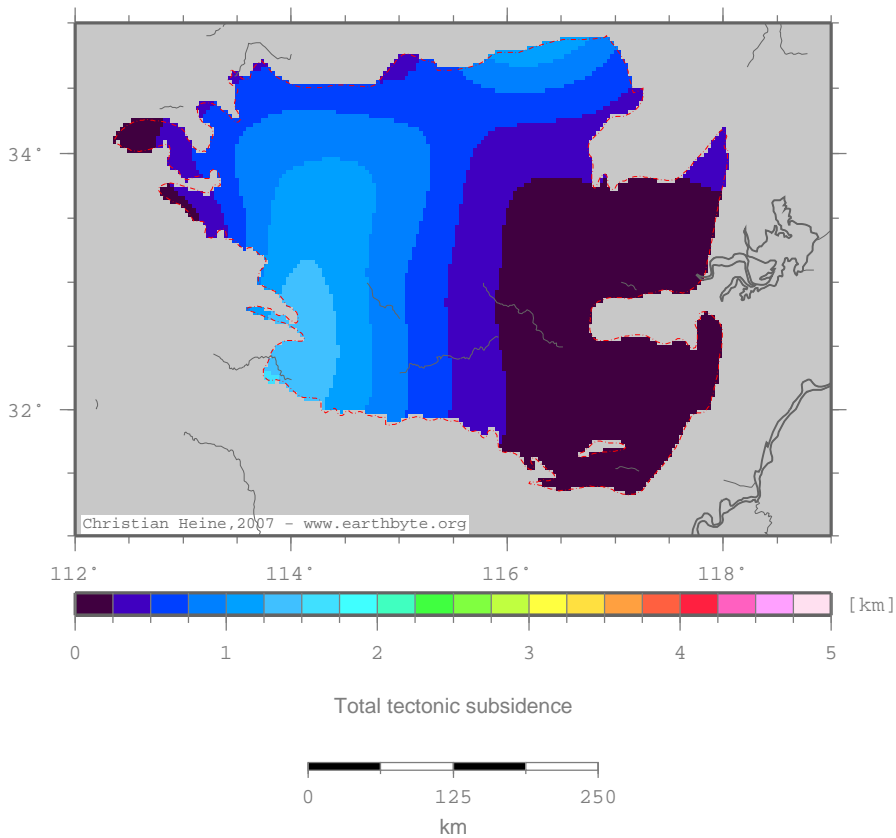 34°
32°
Christian Heine,2007 – www.earthbyte.org
112° 114° 116° 118°
[km]
0 1 2 3 4 5
Total tectonic subsidence
0 125 250
km